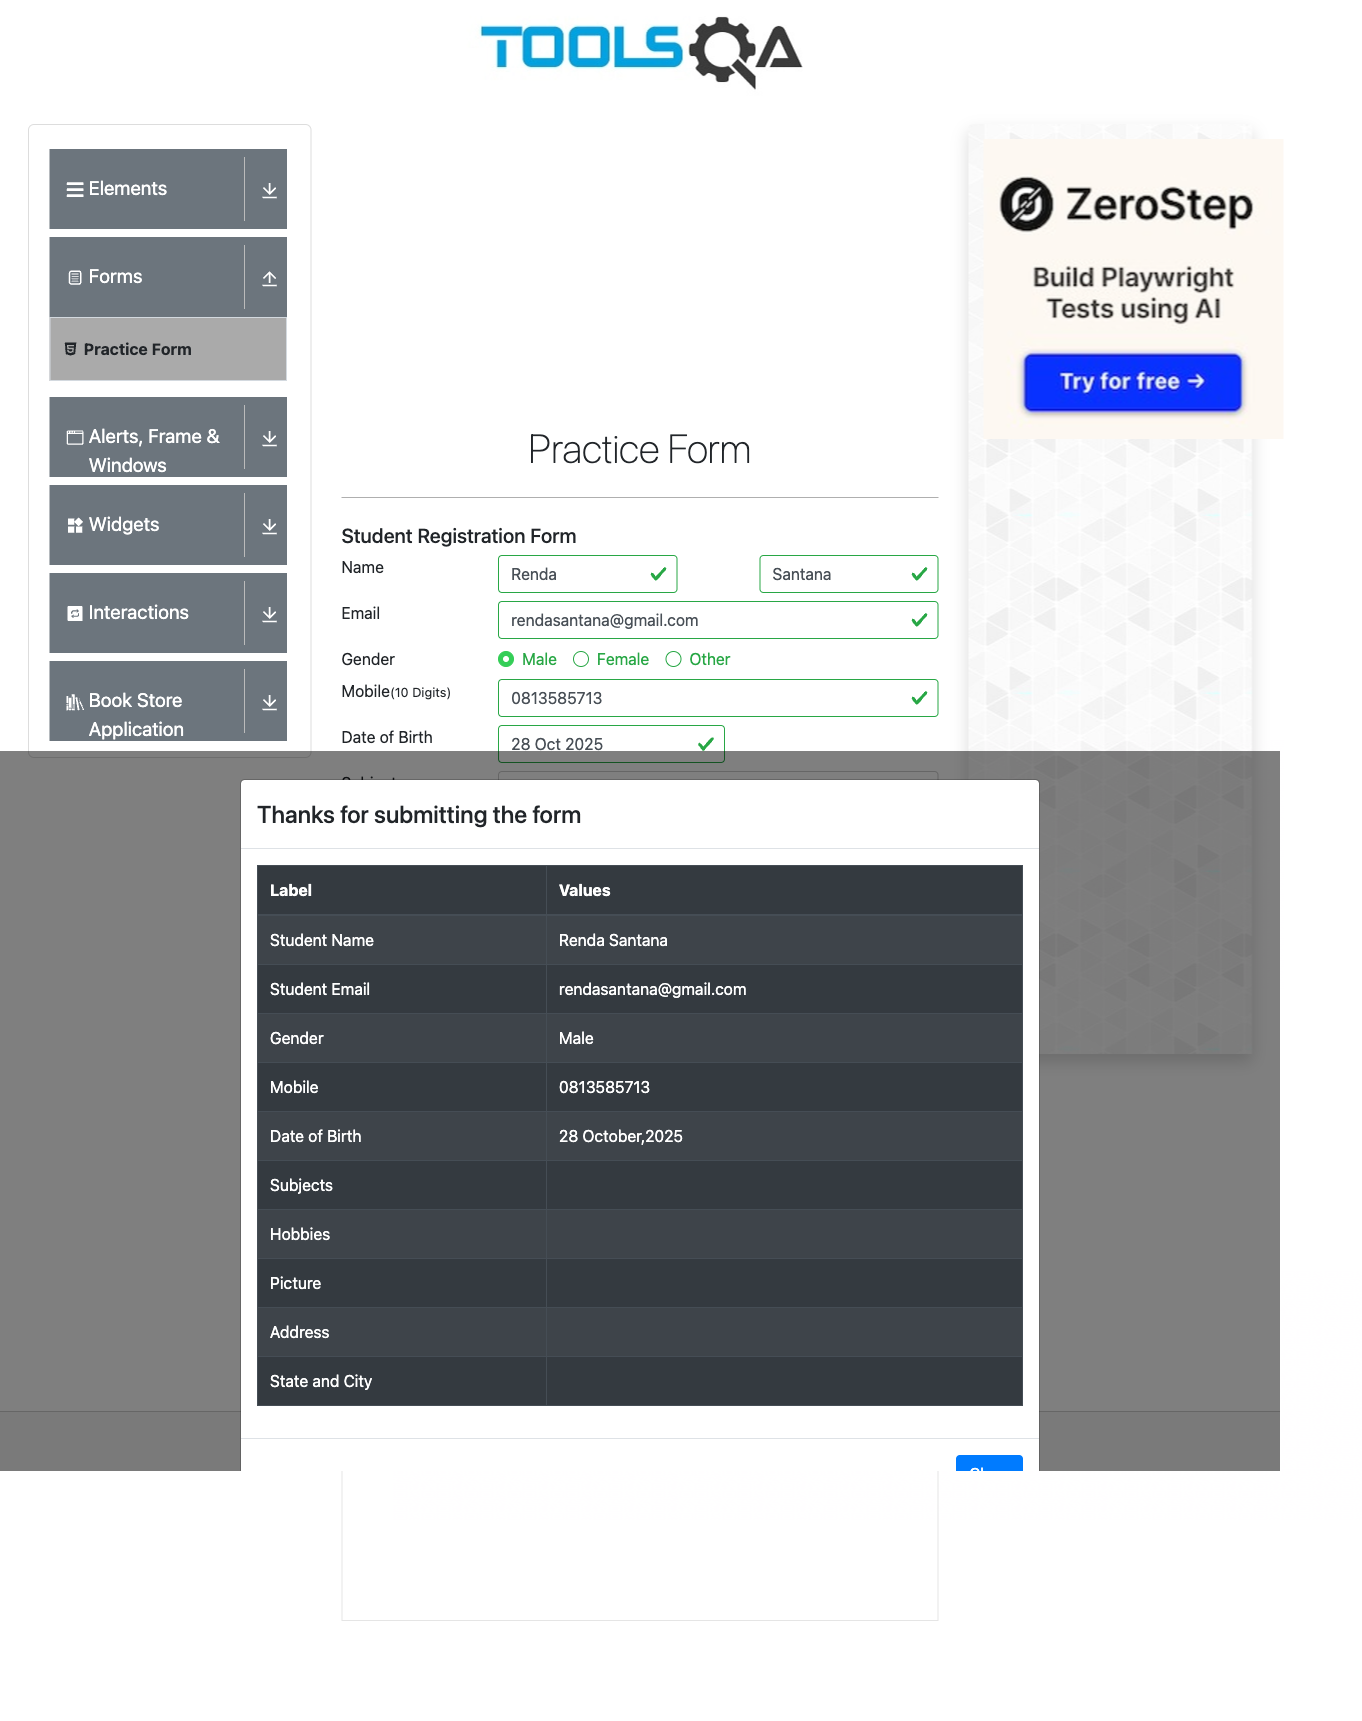 TOOLSQA
Elements
Forms
Practice Form
Alerts, Frame &
Windows
Widgets
Interactions
Book Store
Application
ZeroStep
Build Playwright
Tests using AI
Try for free →
Practice Form
Student Registration Form
Name
Renda
Santana
Email
rendasantana@gmail.com
Gender
Male
Female
Other
Mobile(10 Digits)
0813585713
Date of Birth
28 Oct 2025
Thanks for submitting the form
Label Values
Student Name Renda Santana
Student Email rendasantana@gmail.com
Gender Male
Mobile 0813585713
Date of Birth 28 October,2025
Subjects
Hobbies
Picture
Address
State and City